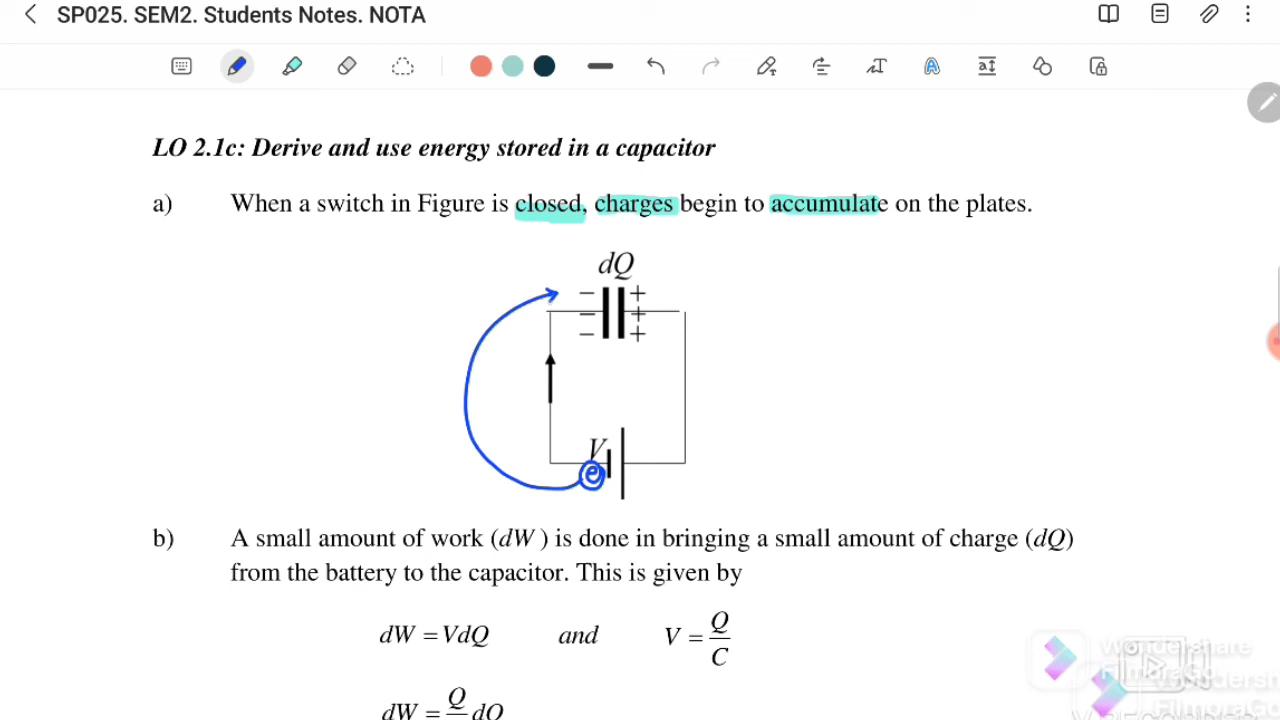 SP025. SEM2. Students Notes. NOTA
LO 2.1c: Derive and use energy stored in a capacitor
a) When a switch in Figure is closed, charges begin to accumulate on the plates.
dQ
− +
− +
− +
V
e
b) A small amount of work (dW ) is done in bringing a small amount of charge (dQ)
from the battery to the capacitor. This is given by
dW = VdQ and V = Q/C
dW = Q dQ
Wondershare
FilmoraGo